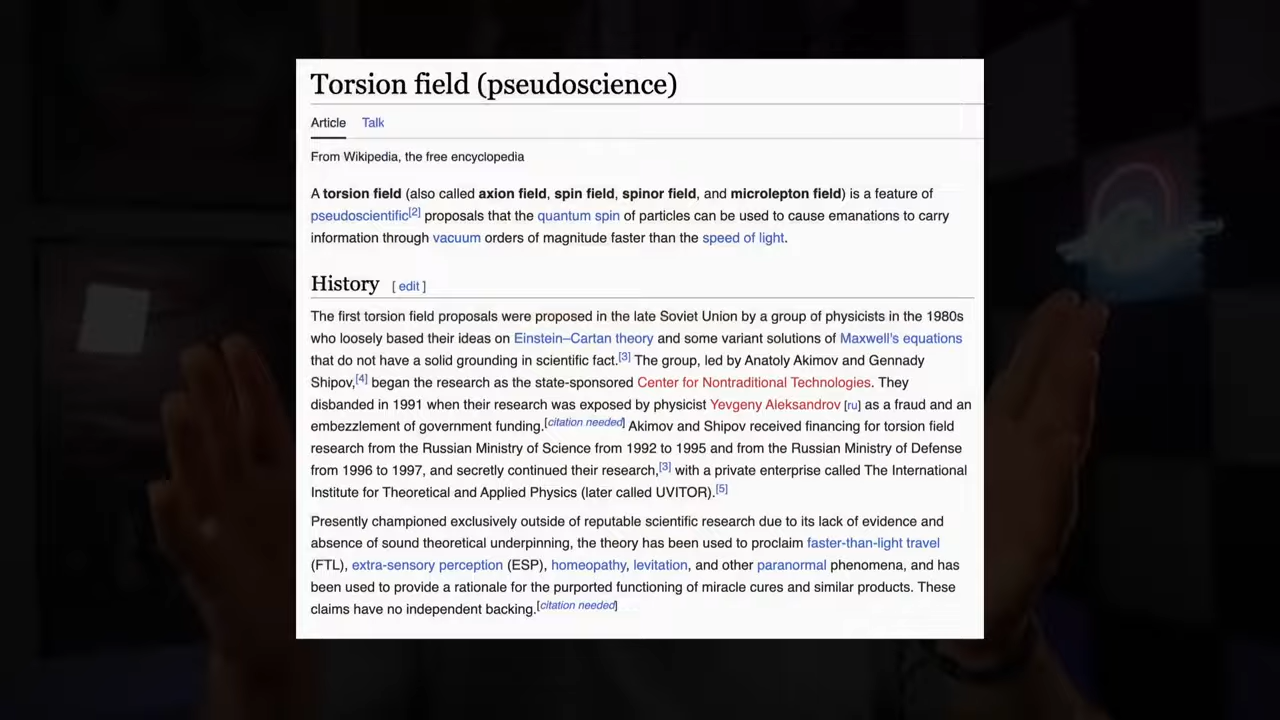 Torsion field (pseudoscience)
Article Talk
From Wikipedia, the free encyclopedia
A torsion field (also called axion field, spin field, spinor field, and microlepton field) is a feature of
pseudoscientific[2] proposals that the quantum spin of particles can be used to cause emanations to carry
information through vacuum orders of magnitude faster than the speed of light.
History [ edit ]
The first torsion field proposals were proposed in the late Soviet Union by a group of physicists in the 1980s
who loosely based their ideas on Einstein–Cartan theory and some variant solutions of Maxwell's equations
that do not have a solid grounding in scientific fact.[3] The group, led by Anatoly Akimov and Gennady
Shipov,[4] began the research as the state-sponsored Center for Nontraditional Technologies. They
disbanded in 1991 when their research was exposed by physicist Yevgeny Aleksandrov [ru] as a fraud and an
embezzlement of government funding.[citation needed] Akimov and Shipov received financing for torsion field
research from the Russian Ministry of Science from 1992 to 1995 and from the Russian Ministry of Defense
from 1996 to 1997, and secretly continued their research,[3] with a private enterprise called The International
Institute for Theoretical and Applied Physics (later called UVITOR).[5]
Presently championed exclusively outside of reputable scientific research due to its lack of evidence and
absence of sound theoretical underpinning, the theory has been used to proclaim faster-than-light travel
(FTL), extra-sensory perception (ESP), homeopathy, levitation, and other paranormal phenomena, and has
been used to provide a rationale for the purported functioning of miracle cures and similar products. These
claims have no independent backing.[citation needed]